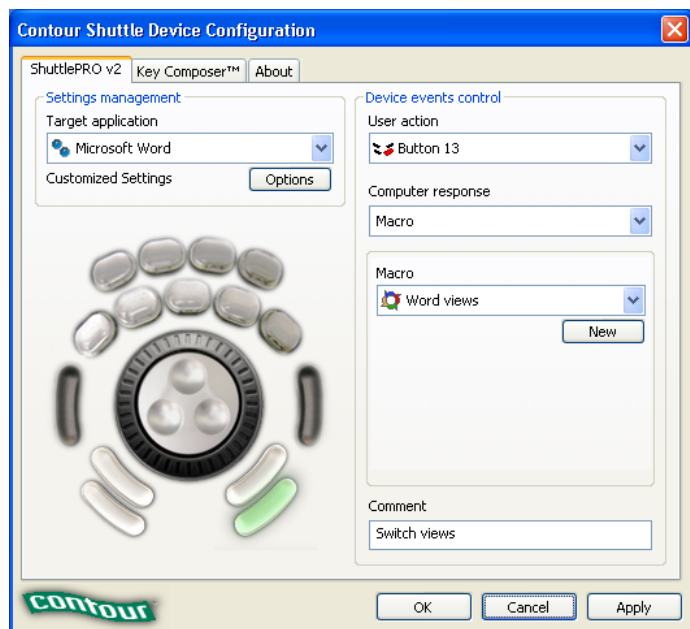 Contour Shuttle Device Configuration
ShuttlePRO v2
Key Composer™
About
Settings management
Target application
Microsoft Word
Customized Settings
Options
Device events control
User action
Button 13
Computer response
Macro
Macro
Word views
New
Comment
Switch views
contour
OK
Cancel
Apply